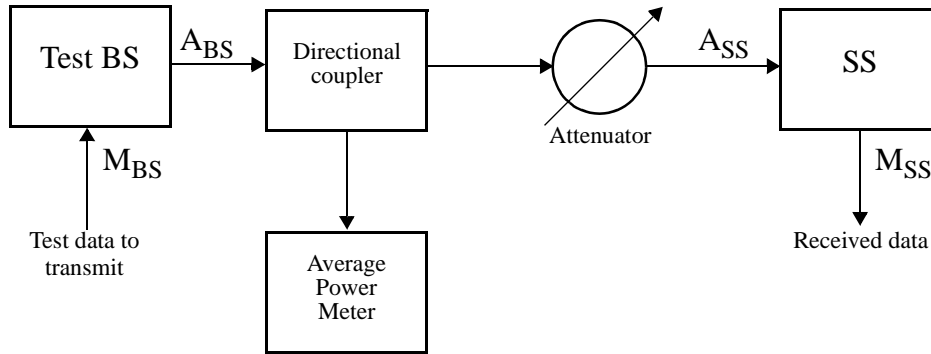 Test BS
A_BS
Directional
coupler
A_SS
SS
Attenuator
M_BS
M_SS
Test data to
transmit
Received data
Average
Power
Meter